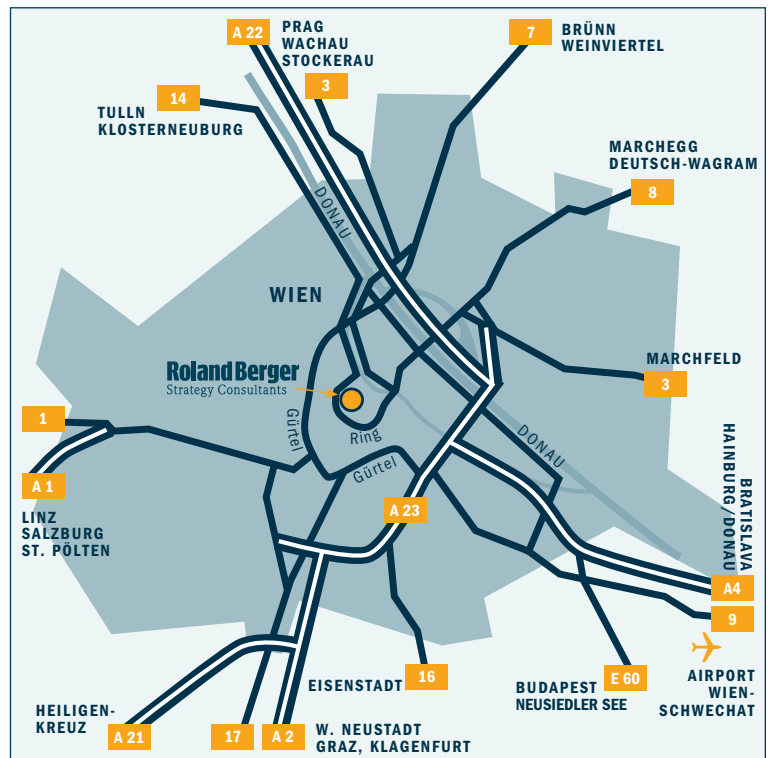 A 22
PRAG
WACHAU
STOCKERAU
3
7
BRÜNN
WEINVIERTEL
14
TULLN
KLOSTERNEUBURG
MARCHEGG
DEUTSCH-WAGRAM
8
DONAU
WIEN
Roland Berger
Strategy Consultants
MARCHFELD
3
1
A 1
LINZ
SALZBURG
ST. PÖLTEN
Gürtel
Ring
Gürtel
DONAU
A 23
BRATISLAVA
HAINBURG/DONAU
A4
9
AIRPORT
WIEN-
SCHWECHAT
EISENSTADT
16
BUDAPEST
NEUSIEDLER SEE
E 60
HEILIGEN-
KREUZ
A 21
17
A 2
W. NEUSTADT
GRAZ, KLAGENFURT